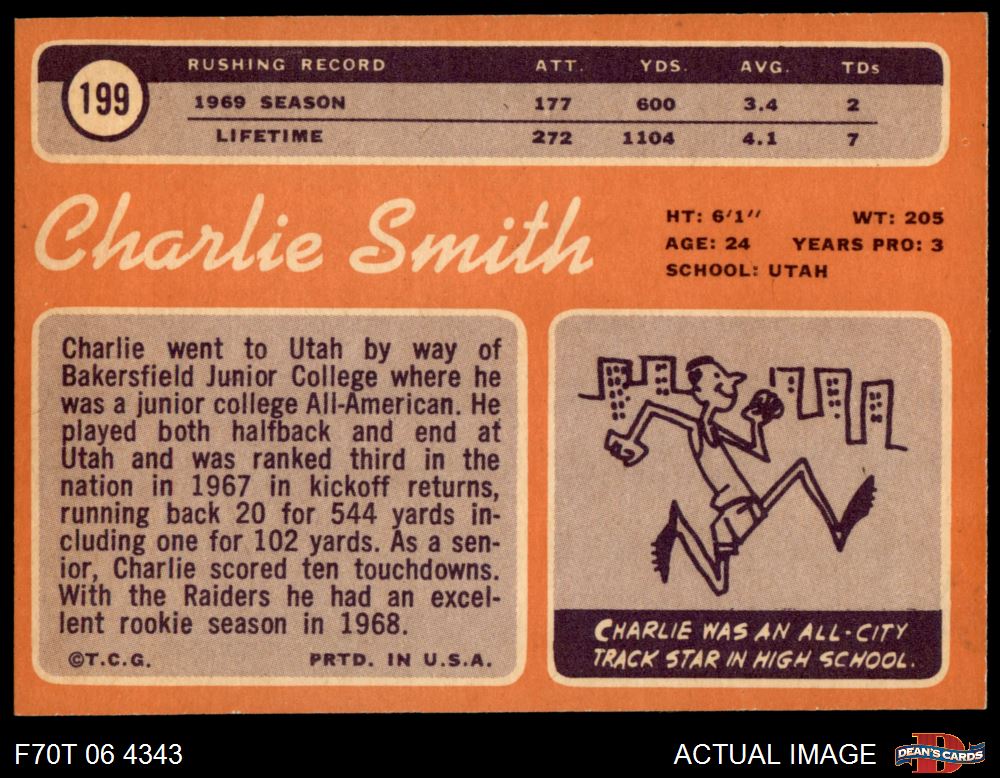 199
RUSHING RECORD ATT. YDS. AVG. TDs
1969 SEASON 177 600 3.4 2
LIFETIME 272 1104 4.1 7
Charlie Smith
HT: 6'1" WT: 205
AGE: 24 YEARS PRO: 3
SCHOOL: UTAH
Charlie went to Utah by way of
Bakersfield Junior College where he
was a junior college All-American. He
played both halfback and end at
Utah and was ranked third in the
nation in 1967 in kickoff returns,
running back 20 for 544 yards in-
cluding one for 102 yards. As a sen-
ior, Charlie scored ten touchdowns.
With the Raiders he had an excel-
lent rookie season in 1968.
©T.C.G. PRTD. IN U.S.A.
CHARLIE WAS AN ALL-CITY
TRACK STAR IN HIGH SCHOOL.
F70T 06 4343 ACTUAL IMAGE
D
DEAN'S CARDS